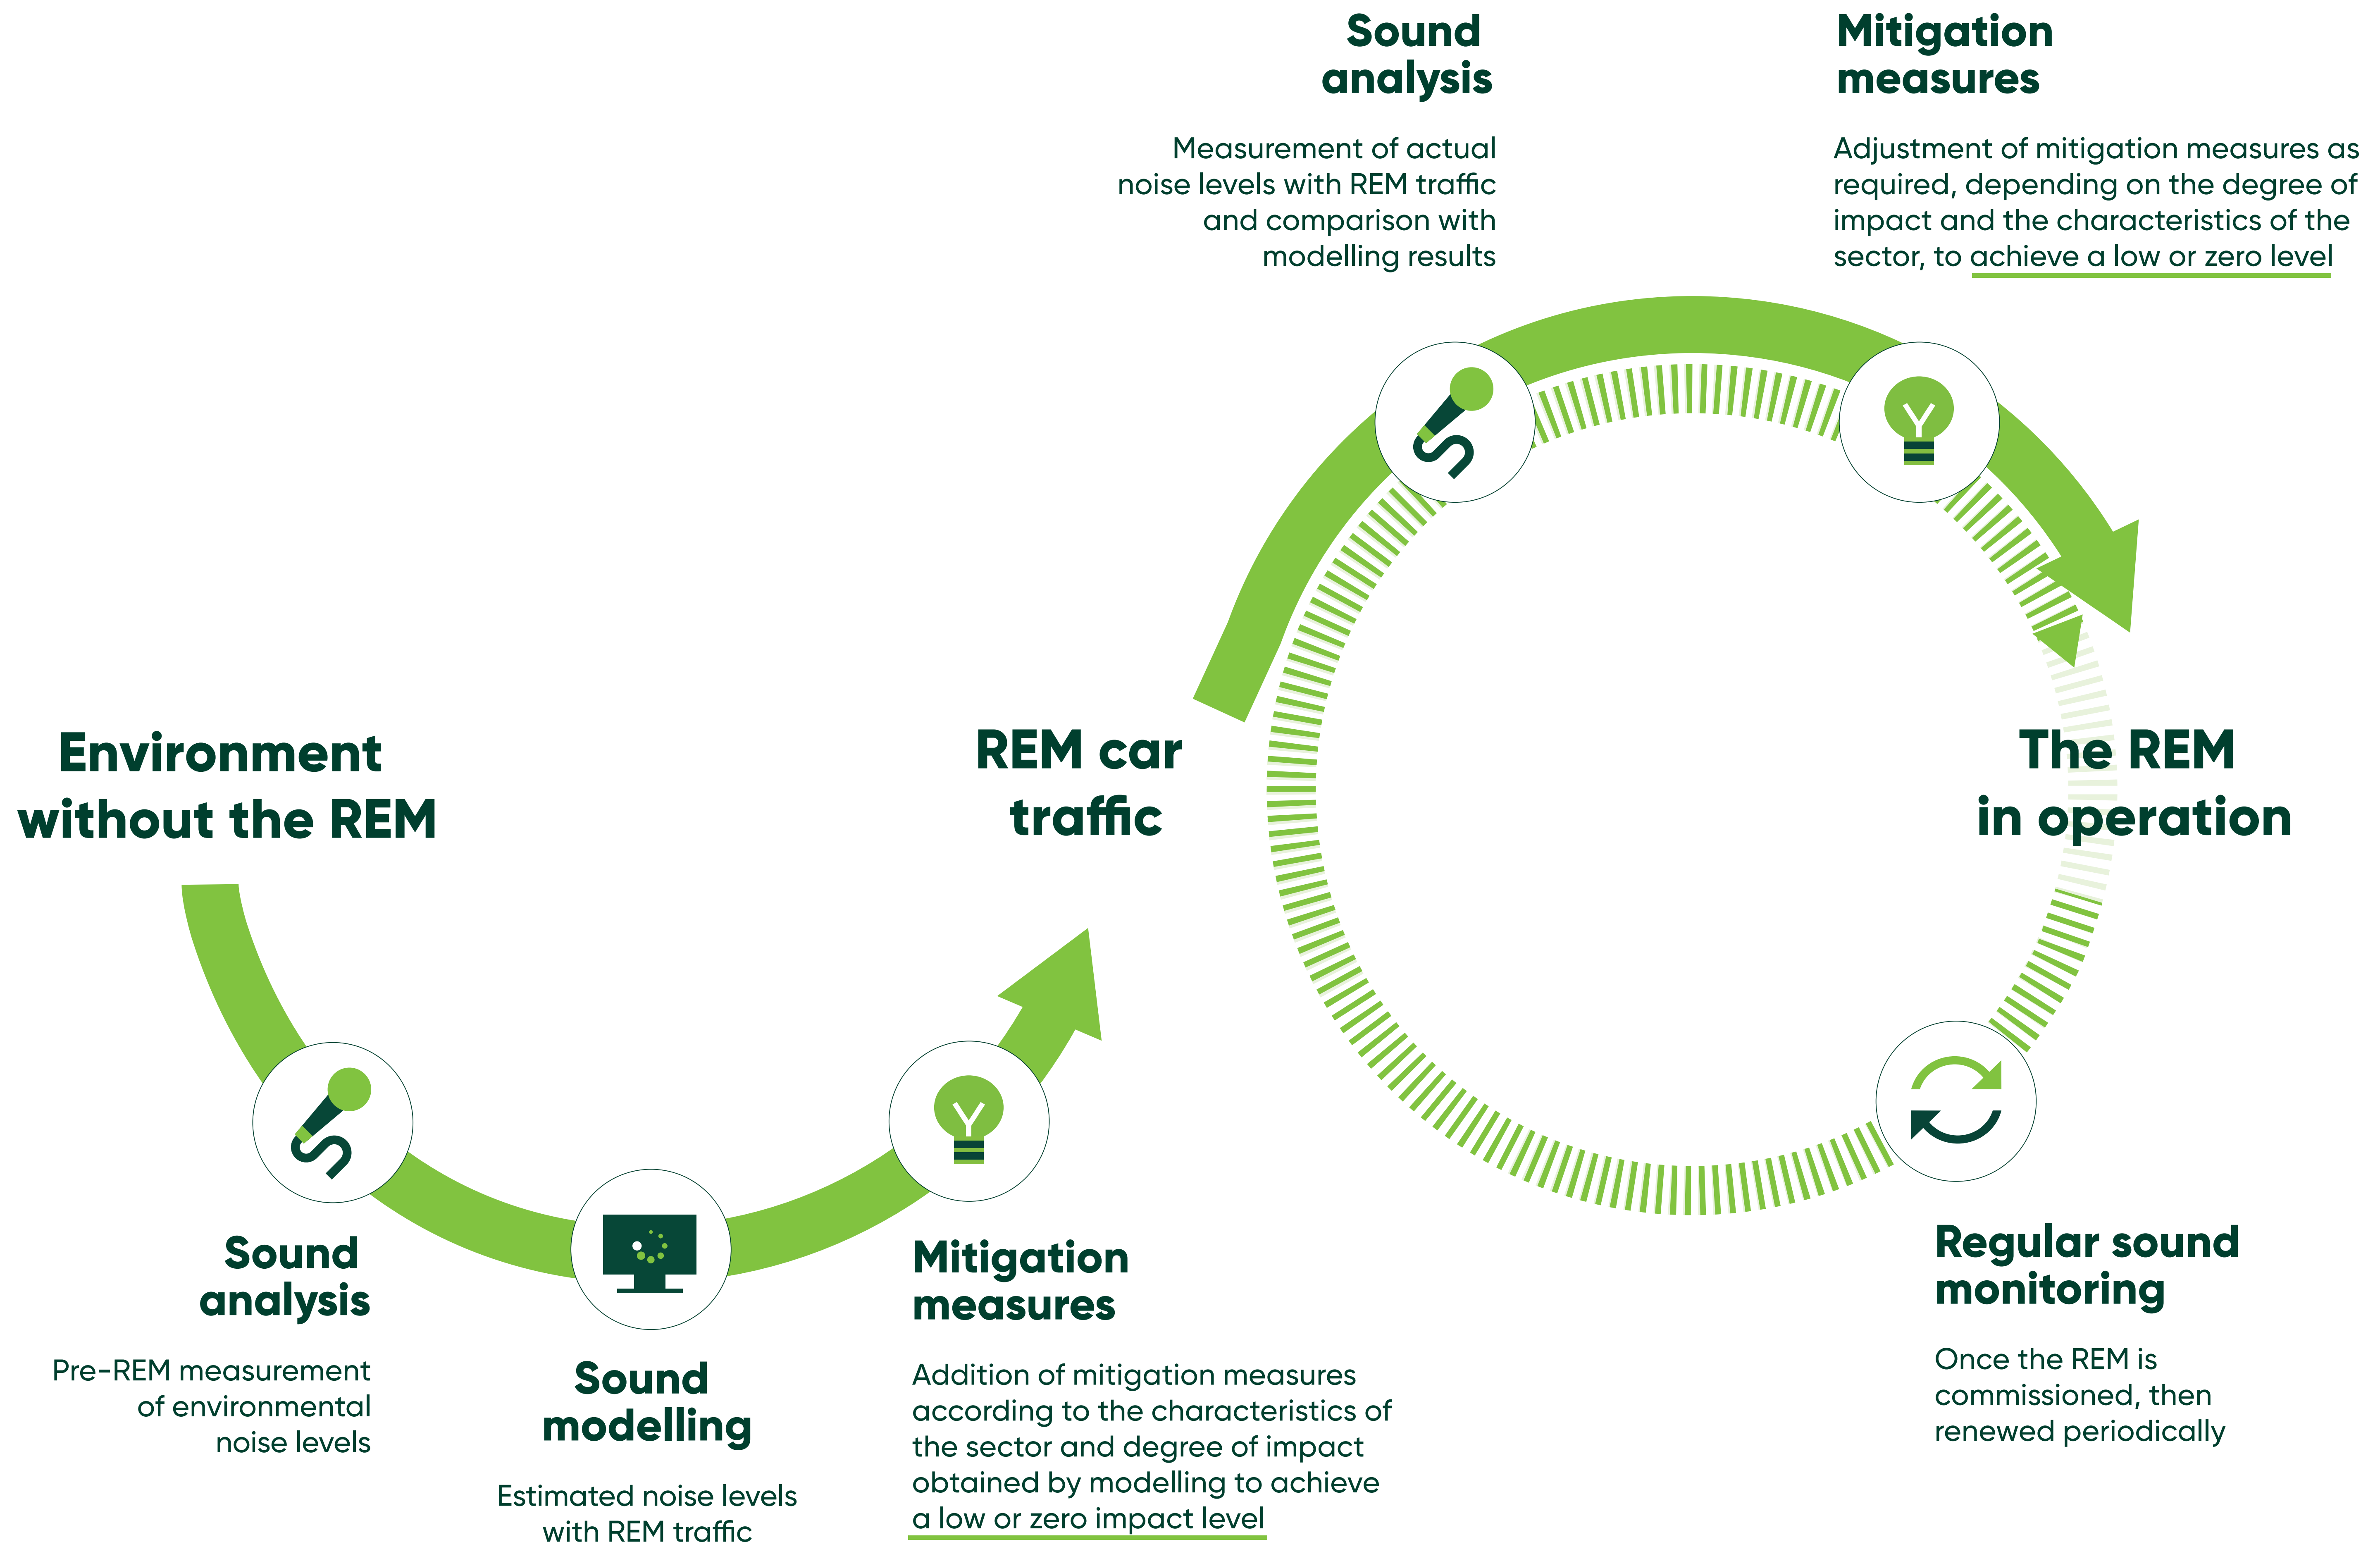 Environment
without the REM
Sound
analysis
Pre-REM measurement
of environmental
noise levels
Sound
modelling
Estimated noise levels
with REM traffic
Mitigation
measures
Addition of mitigation measures
according to the characteristics of
the sector and degree of impact
obtained by modelling to achieve
a low or zero impact level
REM car
traffic
Sound
analysis
Measurement of actual
noise levels with REM traffic
and comparison with
modelling results
Mitigation
measures
Adjustment of mitigation measures as
required, depending on the degree of
impact and the characteristics of the
sector, to achieve a low or zero level
The REM
in operation
Regular sound
monitoring
Once the REM is
commissioned, then
renewed periodically